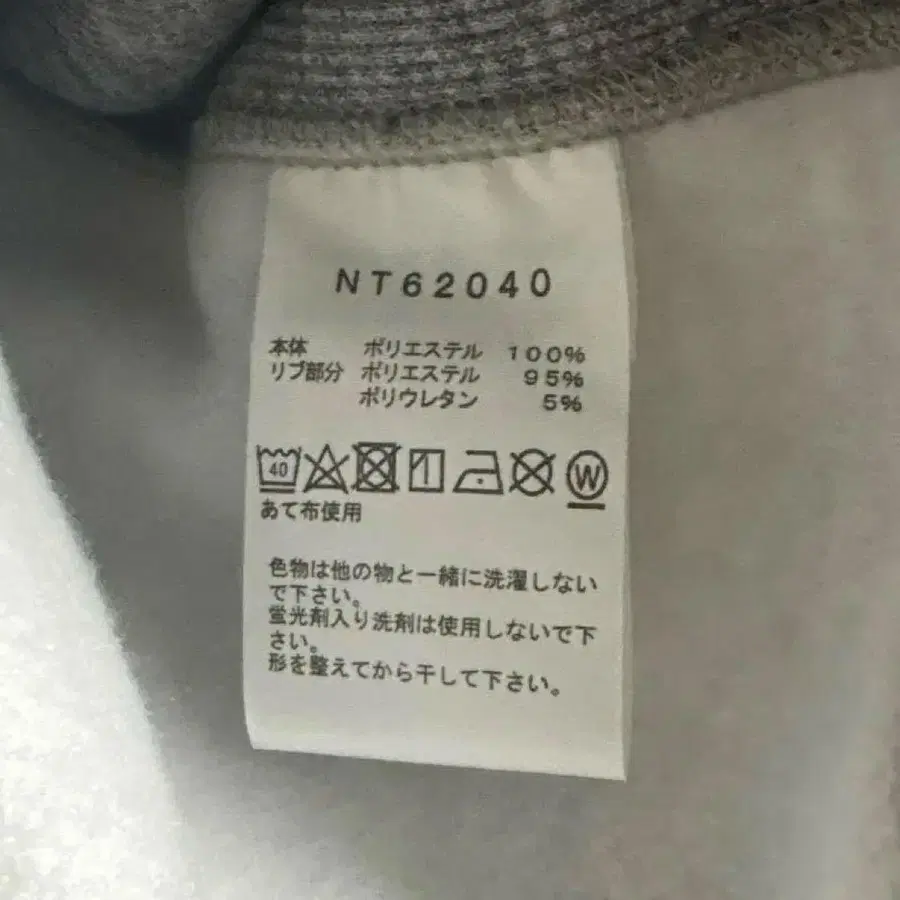 NT62040
本体 ポリエステル 100%
リブ部分 ポリエステル 95%
ポリウレタン 5%
40 W
あて布使用
色物は他の物と一緒に洗濯しない
で下さい。
蛍光剤入り洗剤は使用しないで下
さい。
形を整えてから干して下さい。